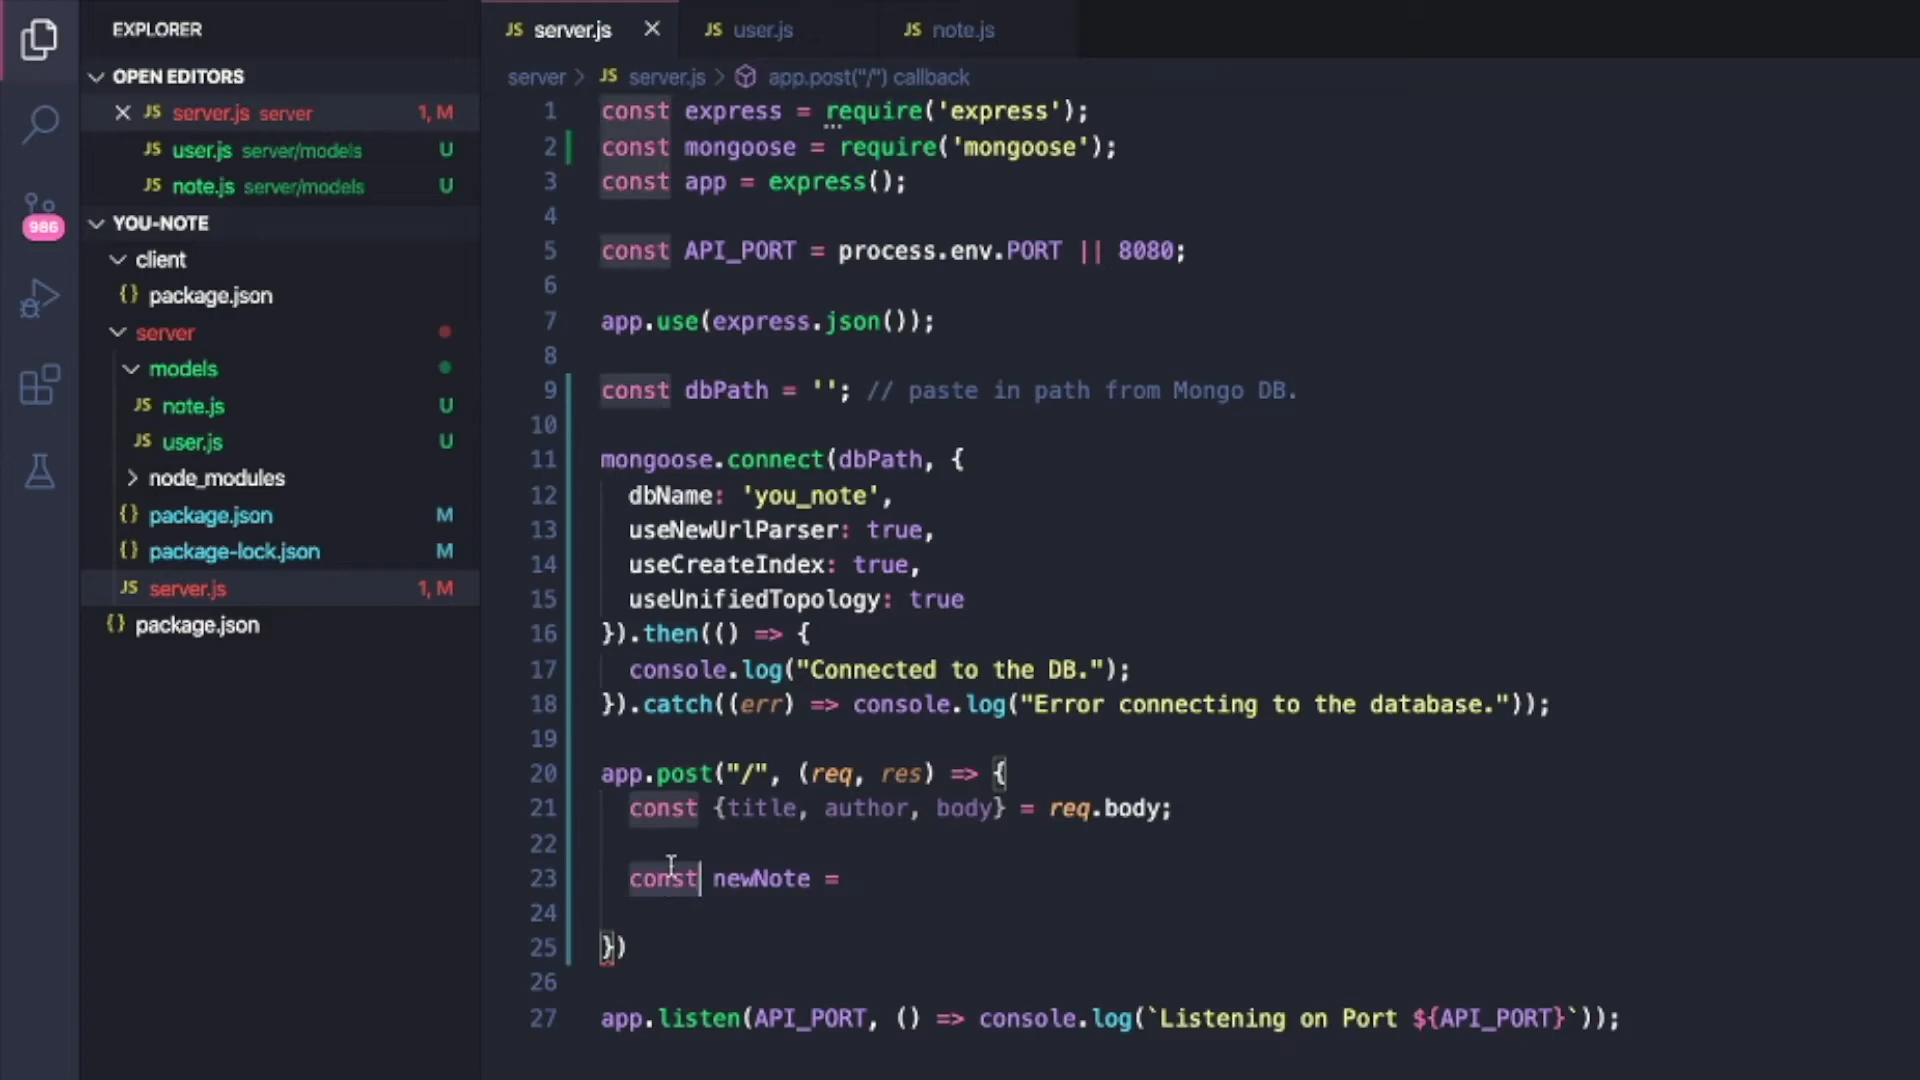 EXPLORER
OPEN EDITORS
JS server.js server 1, M
JS user.js server/models U
JS note.js server/models U
986
YOU-NOTE
client
{} package.json
server
models
JS note.js U
JS user.js U
node_modules
{} package.json M
{} package-lock.json M
JS server.js 1, M
{} package.json
JS server.js
JS user.js
JS note.js
server > JS server.js > app.post("/") callback
1 const express = require('express');
2 const mongoose = require('mongoose');
3 const app = express();
4
5 const API_PORT = process.env.PORT || 8080;
6
7 app.use(express.json());
8
9 const dbPath = ''; // paste in path from Mongo DB.
10
11 mongoose.connect(dbPath, {
12 dbName: 'you_note',
13 useNewUrlParser: true,
14 useCreateIndex: true,
15 useUnifiedTopology: true
16 }).then(() => {
17 console.log("Connected to the DB.");
18 }).catch((err) => console.log("Error connecting to the database."));
19
20 app.post("/", (req, res) => {
21 const {title, author, body} = req.body;
22
23 const newNote =
24
25 })
26
27 app.listen(API_PORT, () => console.log(`Listening on Port ${API_PORT}`));